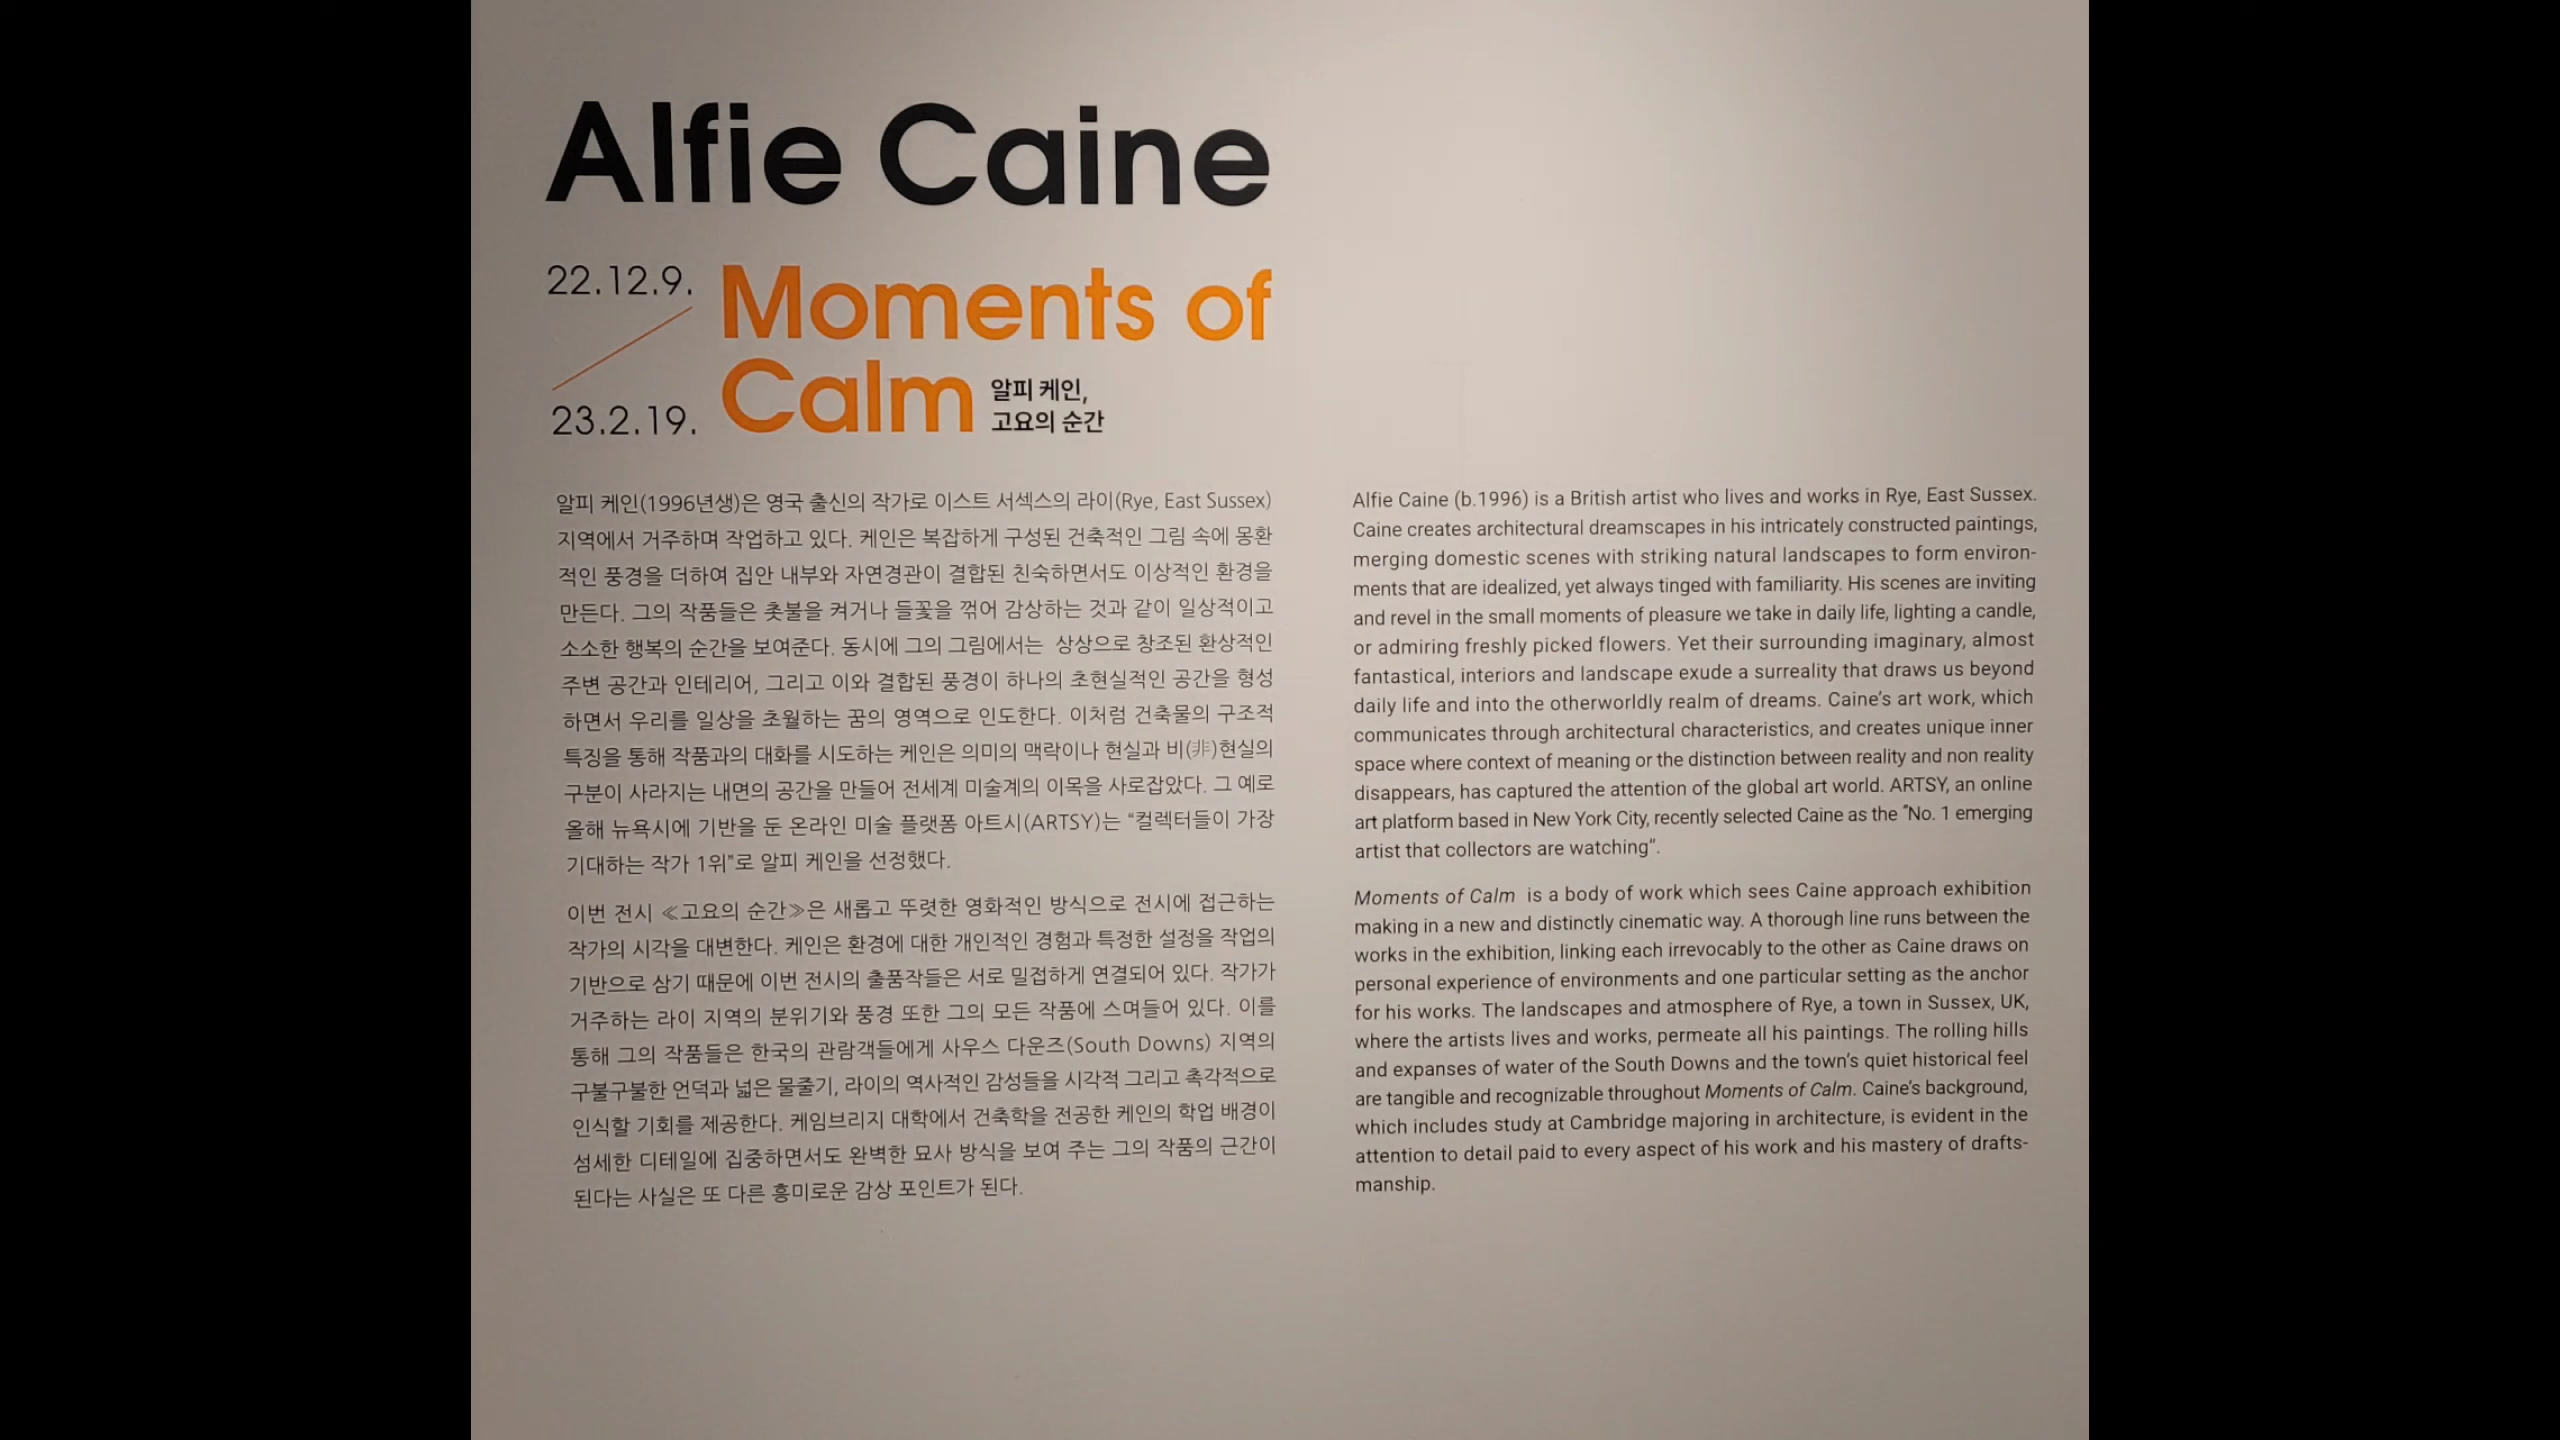 Alfie Caine
22.12.9.
23.2.19.
Moments of
Calm
알피 케인,
고요의 순간
알피 케인(1996년생)은 영국 출신의 작가로 이스트 서섹스의 라이(Rye, East Sussex)
지역에서 거주하며 작업하고 있다. 케인은 복잡하게 구성된 건축적인 그림 속에 몽환
적인 풍경을 더하여 집안 내부와 자연경관이 결합된 친숙하면서도 이상적인 환경을
만든다. 그의 작품들은 촛불을 켜거나 들꽃을 꺾어 감상하는 것과 같이 일상적이고
소소한 행복의 순간을 보여준다. 동시에 그의 그림에서는 상상으로 창조된 환상적인
주변 공간과 인테리어, 그리고 이와 결합된 풍경이 하나의 초현실적인 공간을 형성
하면서 우리를 일상을 초월하는 꿈의 영역으로 인도한다. 이처럼 건축물의 구조적
특징을 통해 작품과의 대화를 시도하는 케인은 의미의 맥락이나 현실과 비(非)현실의
구분이 사라지는 내면의 공간을 만들어 전세계 미술계의 이목을 사로잡았다. 그 예로
올해 뉴욕시에 기반을 둔 온라인 미술 플랫폼 아트시(ARTSY)는 “컬렉터들이 가장
기대하는 작가 1위”로 알피 케인을 선정했다.
이번 전시 ≪고요의 순간≫은 새롭고 뚜렷한 영화적인 방식으로 전시에 접근하는
작가의 시각을 대변한다. 케인은 환경에 대한 개인적인 경험과 특정한 설정을 작업의
기반으로 삼기 때문에 이번 전시의 출품작들은 서로 밀접하게 연결되어 있다. 작가가
거주하는 라이 지역의 분위기와 풍경 또한 그의 모든 작품에 스며들어 있다. 이를
통해 그의 작품들은 한국의 관람객들에게 사우스 다운즈(South Downs) 지역의
구불구불한 언덕과 넓은 물줄기, 라이의 역사적인 감성들을 시각적 그리고 촉각적으로
인식할 기회를 제공한다. 케임브리지 대학에서 건축학을 전공한 케인의 학업 배경이
섬세한 디테일에 집중하면서도 완벽한 묘사 방식을 보여 주는 그의 작품의 근간이
된다는 사실은 또 다른 흥미로운 감상 포인트가 된다.
Alfie Caine (b.1996) is a British artist who lives and works in Rye, East Sussex.
Caine creates architectural dreamscapes in his intricately constructed paintings,
merging domestic scenes with striking natural landscapes to form environ-
ments that are idealized, yet always tinged with familiarity. His scenes are inviting
and revel in the small moments of pleasure we take in daily life, lighting a candle,
or admiring freshly picked flowers. Yet their surrounding imaginary, almost
fantastical, interiors and landscape exude a surreality that draws us beyond
daily life and into the otherworldly realm of dreams. Caine’s art work, which
communicates through architectural characteristics, and creates unique inner
space where context of meaning or the distinction between reality and non reality
disappears, has captured the attention of the global art world. ARTSY, an online
art platform based in New York City, recently selected Caine as the “No. 1 emerging
artist that collectors are watching”.
Moments of Calm is a body of work which sees Caine approach exhibition
making in a new and distinctly cinematic way. A thorough line runs between the
works in the exhibition, linking each irrevocably to the other as Caine draws on
personal experience of environments and one particular setting as the anchor
for his works. The landscapes and atmosphere of Rye, a town in Sussex, UK,
where the artists lives and works, permeate all his paintings. The rolling hills
and expanses of water of the South Downs and the town’s quiet historical feel
are tangible and recognizable throughout Moments of Calm. Caine’s background,
which includes study at Cambridge majoring in architecture, is evident in the
attention to detail paid to every aspect of his work and his mastery of drafts-
manship.